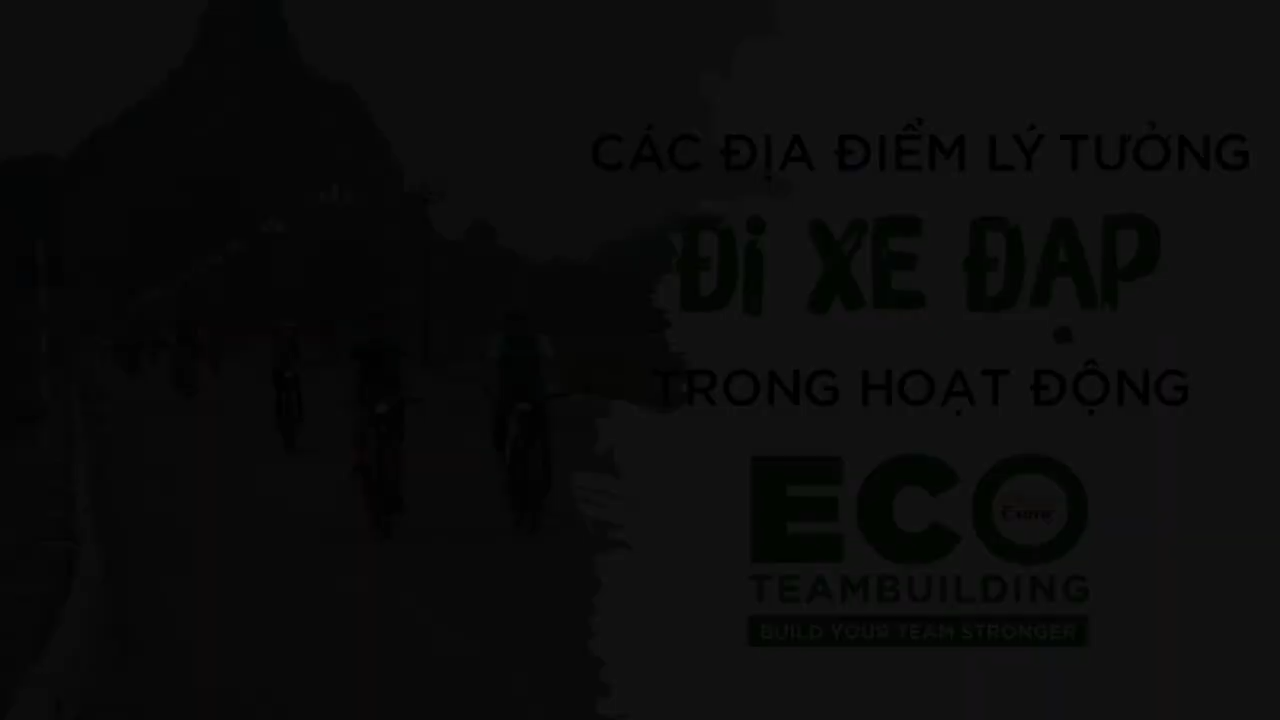 CÁC ĐỊA ĐIỂM LÝ TƯỞNG
Đi XE ĐẠP
TRONG HOẠT ĐỘNG
ECO
TEAMBUILDING
BUILD YOUR TEAM STRONGER